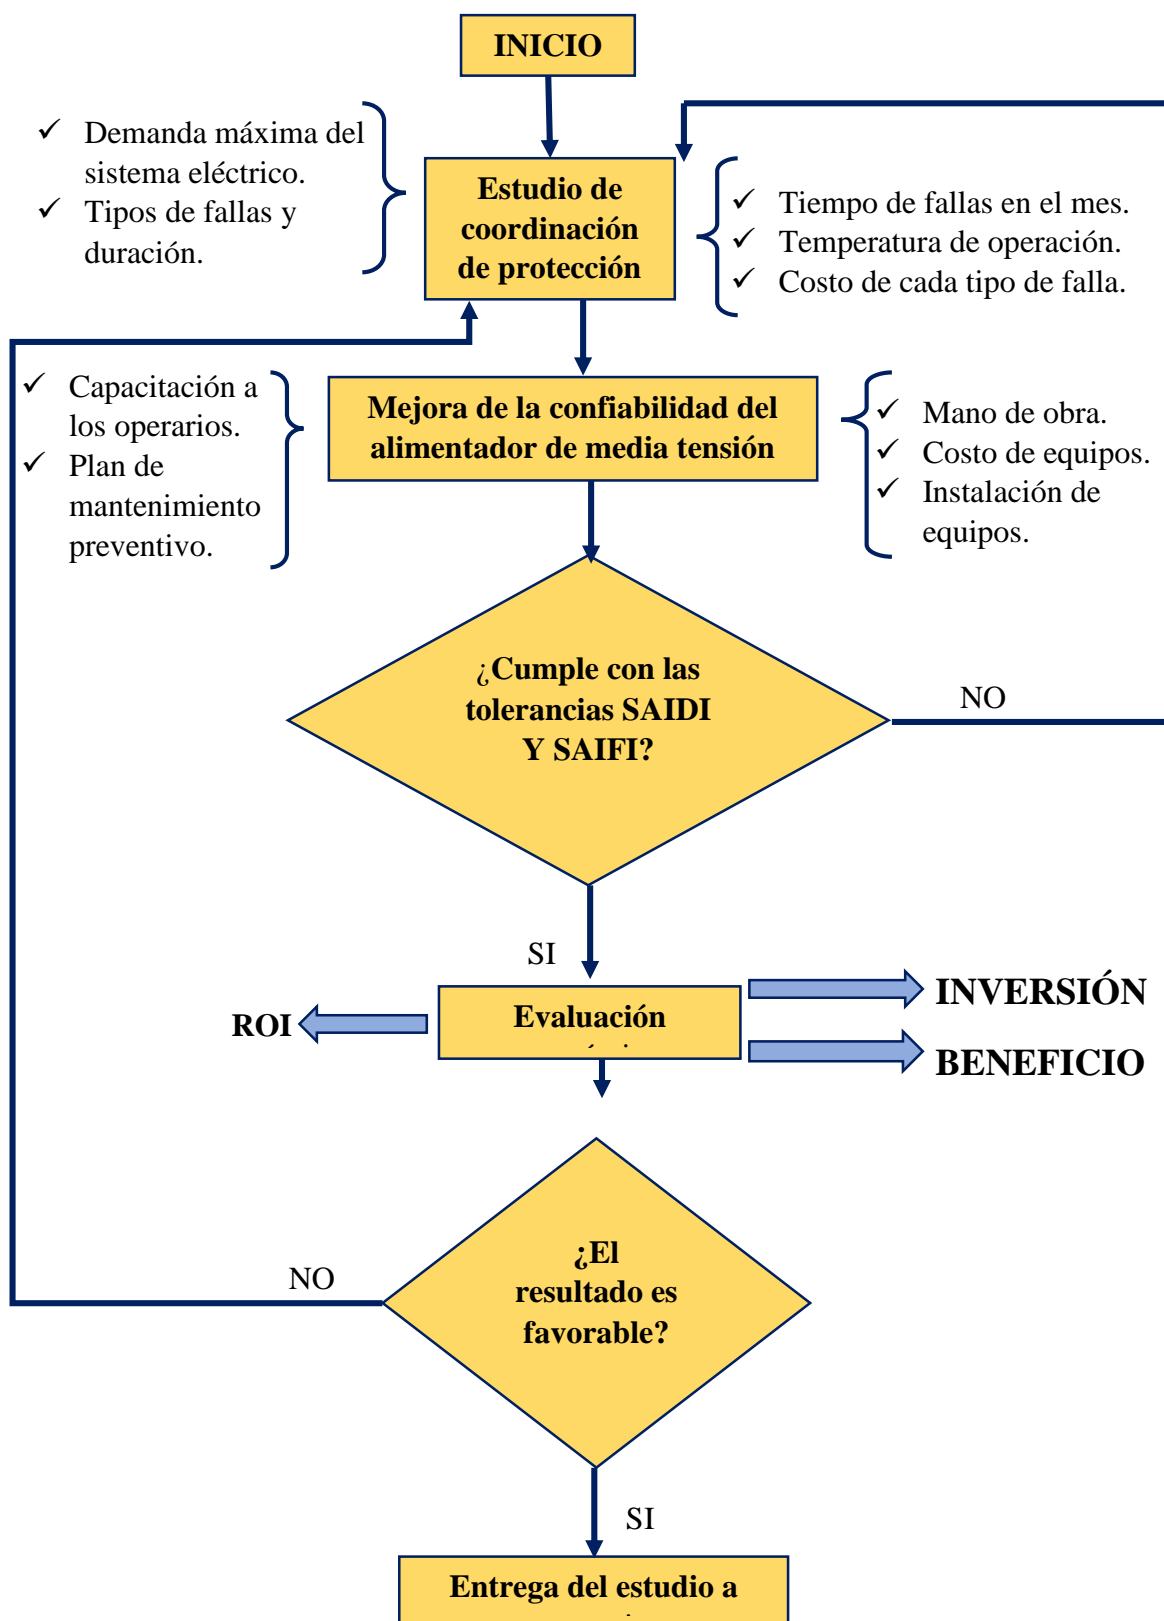 INICIO
✓ Demanda máxima del
sistema eléctrico.
✓ Tipos de fallas y
duración.
Estudio de
coordinación
de protección
✓ Tiempo de fallas en el mes.
✓ Temperatura de operación.
✓ Costo de cada tipo de falla.
✓ Capacitación a
los operarios.
✓ Plan de
mantenimiento
preventivo.
Mejora de la confiabilidad del
alimentador de media tensión
✓ Mano de obra.
✓ Costo de equipos.
✓ Instalación de
equipos.
¿Cumple con las
tolerancias SAIDI
Y SAIFI?
NO
SI
ROI
Evaluación
INVERSIÓN
BENEFICIO
¿El
resultado es
favorable?
NO
SI
Entrega del estudio a